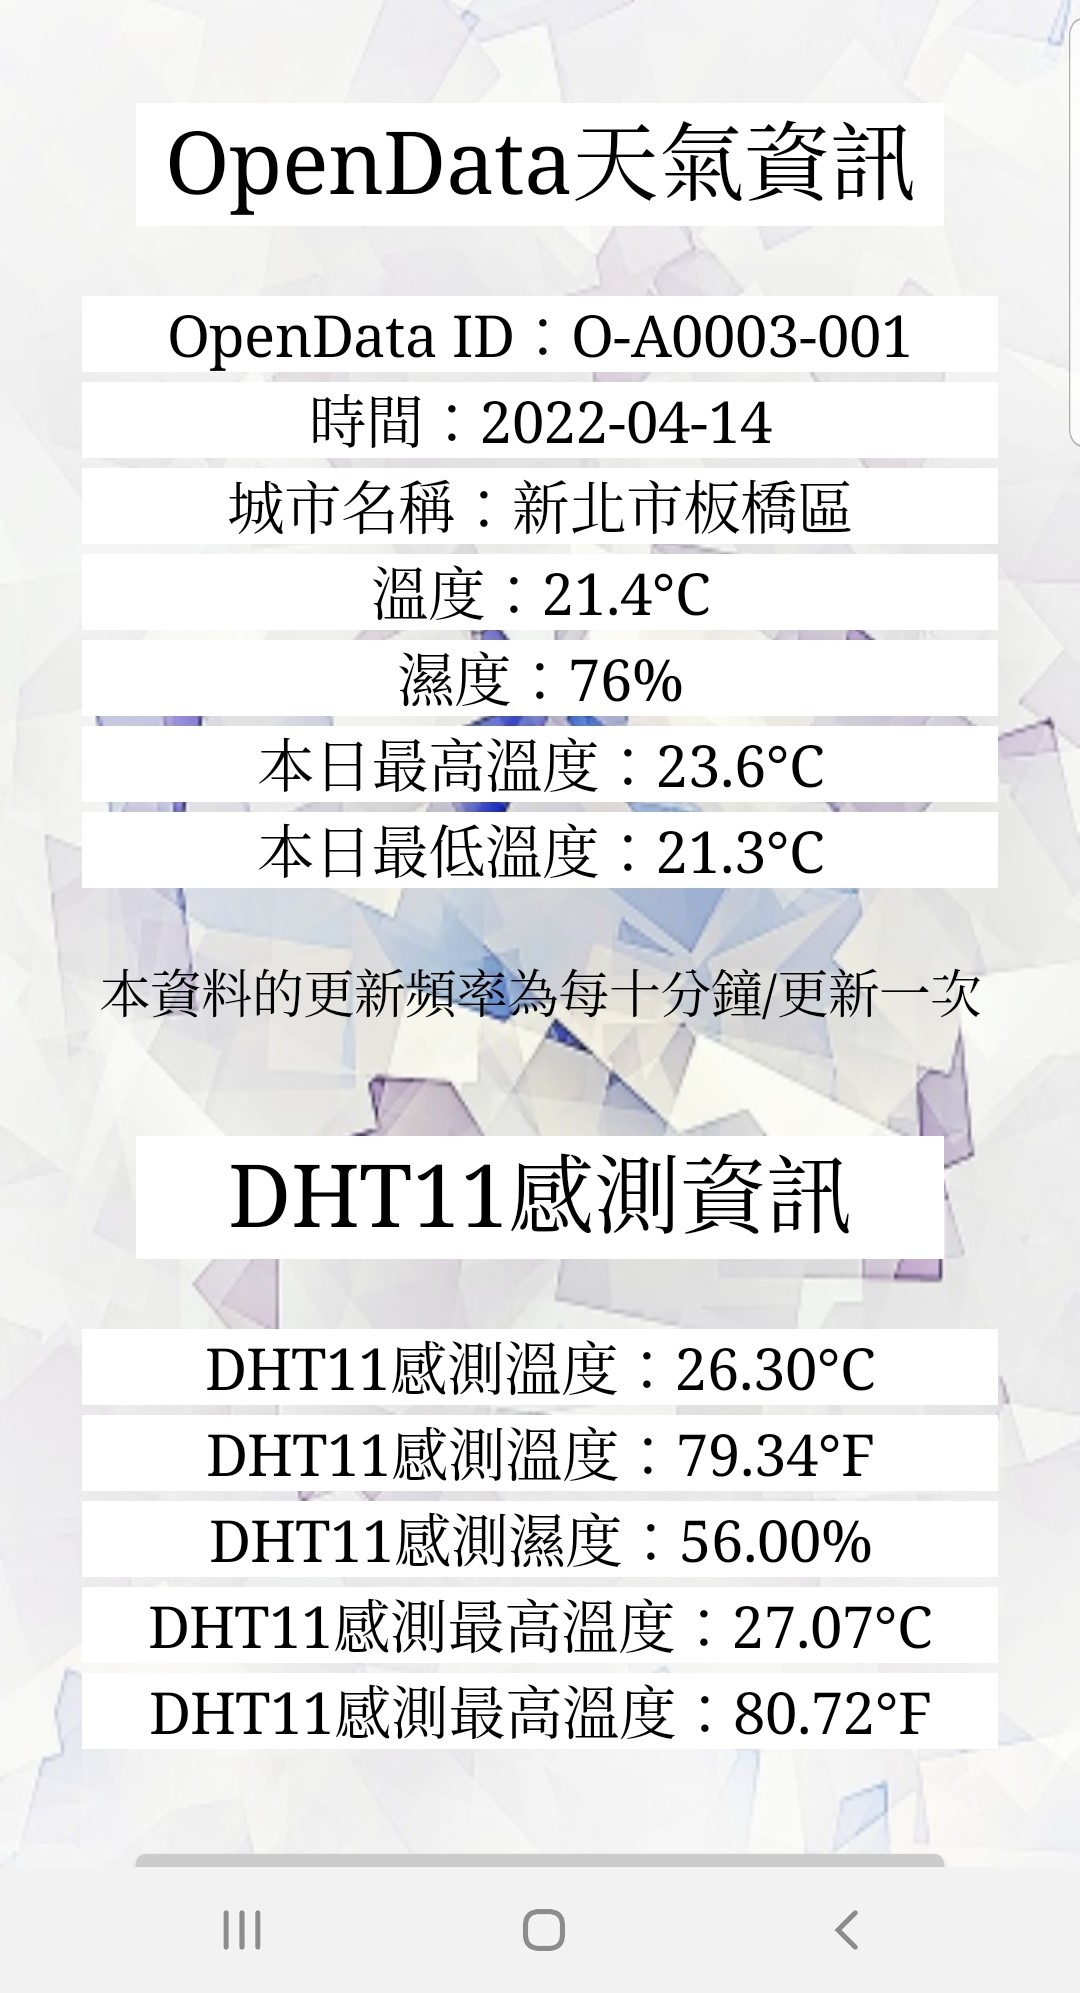 OpenData天氣資訊
OpenData ID：O-A0003-001
時間：2022-04-14
城市名稱：新北市板橋區
溫度：21.4°C
濕度：76%
本日最高溫度：23.6°C
本日最低溫度：21.3°C
本資料的更新頻率為每十分鐘/更新一次
DHT11感測資訊
DHT11感測溫度：26.30°C
DHT11感測溫度：79.34°F
DHT11感測濕度：56.00%
DHT11感測最高溫度：27.07°C
DHT11感測最高溫度：80.72°F